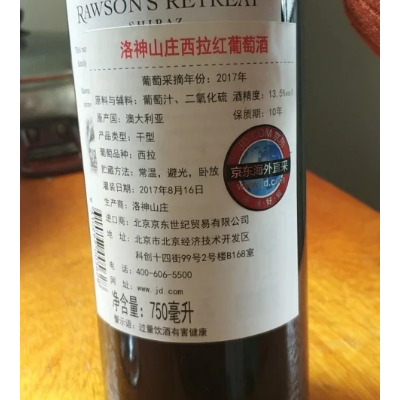 RAWSON'S RETREAT
SHIRAZ
洛神山庄西拉红葡萄酒
葡萄采摘年份：2017年
原料与辅料：葡萄汁、二氧化硫 酒精度：13.5%
原产国：澳大利亚 保质期：10年
产品类型：干型
葡萄品种：西拉
贮藏方法：常温，避光，卧放
灌装日期：2017年8月16日
生产商：洛神山庄
进口商：北京京东世纪贸易有限公司
地 址：北京市北京经济技术开发区
科创十四街99号2号楼B168室
电 话：400-606-5500
网 址：www.jd.com
净含量：750毫升
警示语：过量饮酒有害健康
京东海外直采